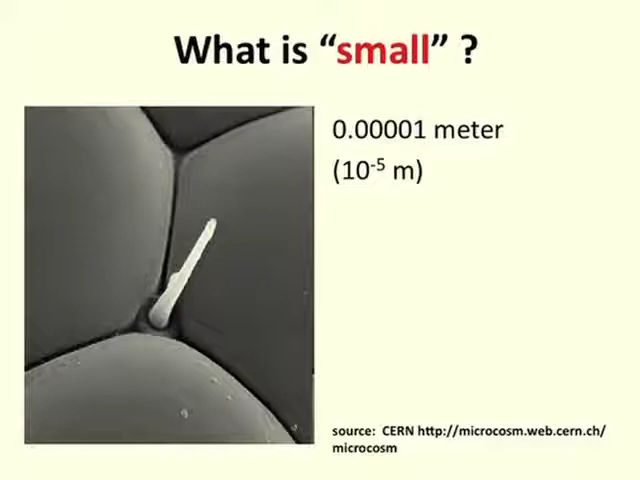 What is “small” ?
0.00001 meter
(10⁻⁵ m)
source:  CERN http://microcosm.web.cern.ch/
microcosm